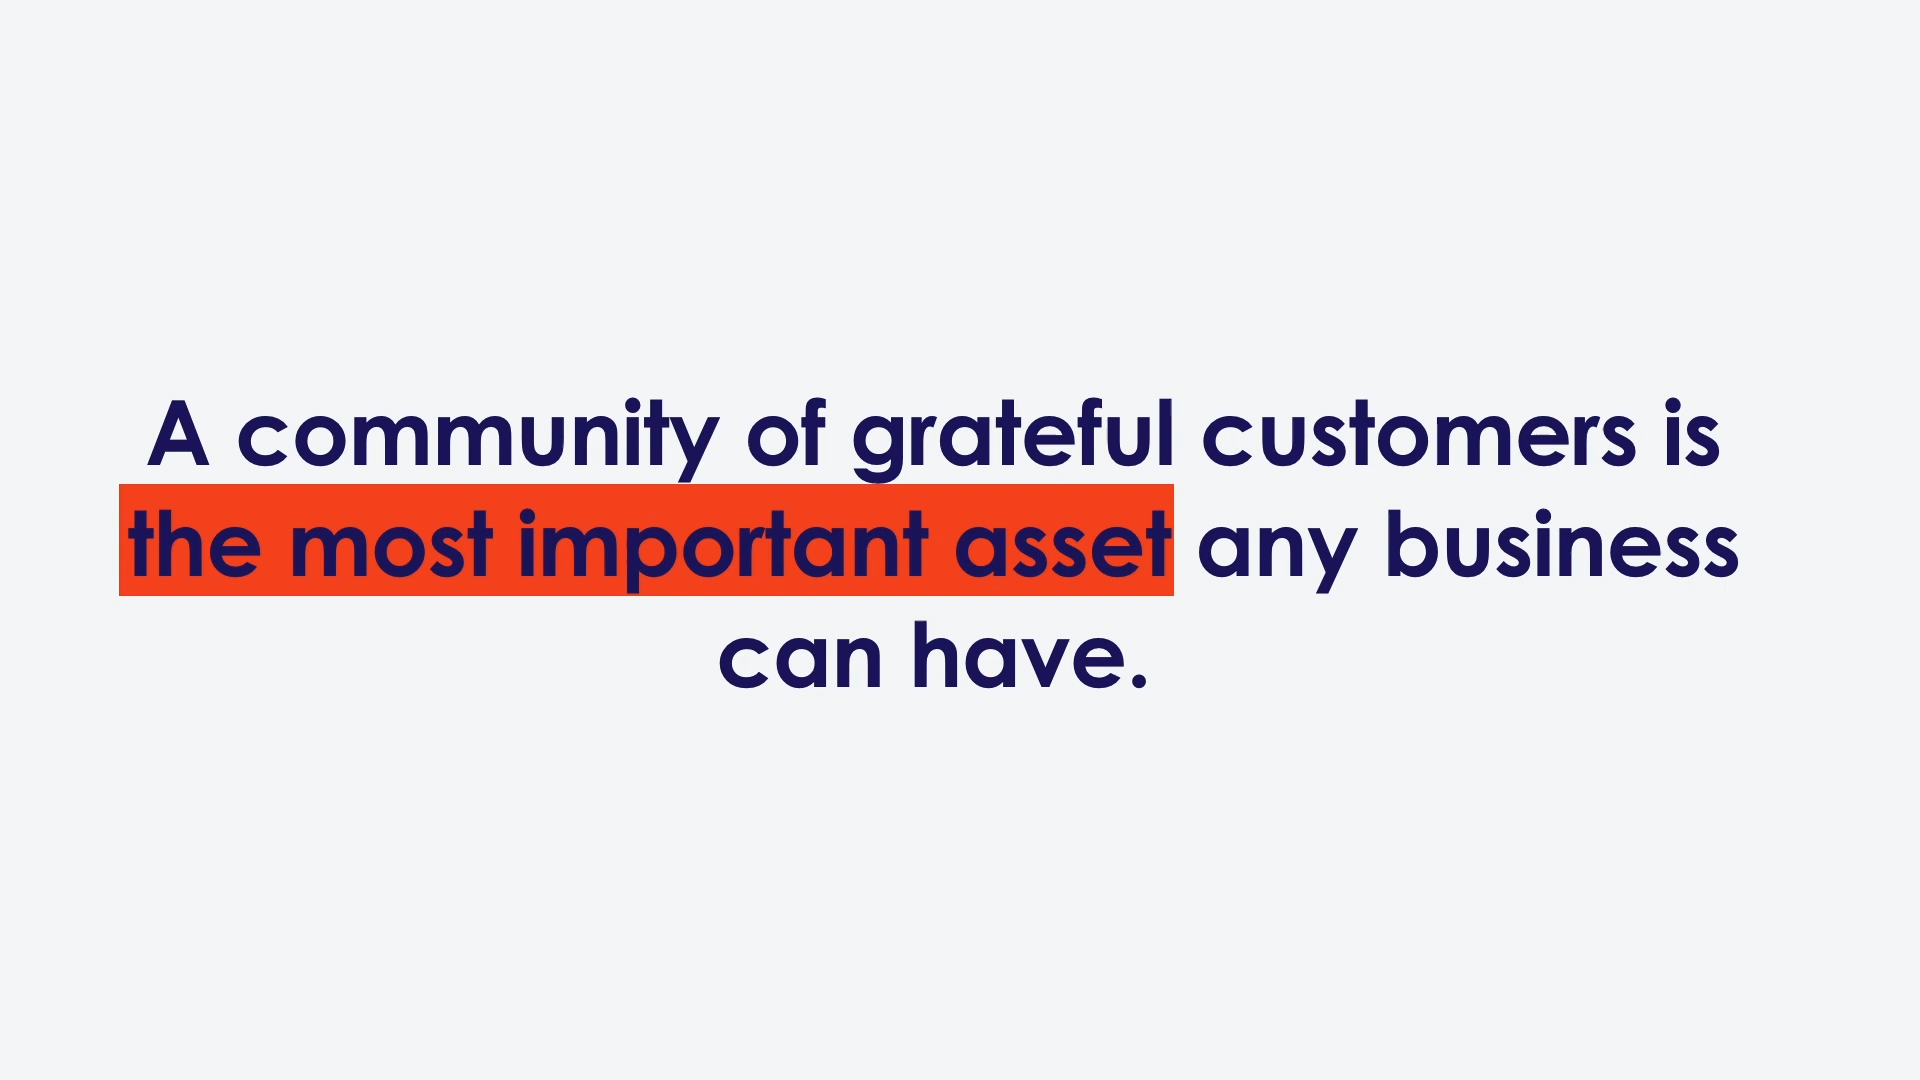 A community of grateful customers is
the most important asset any business
can have.